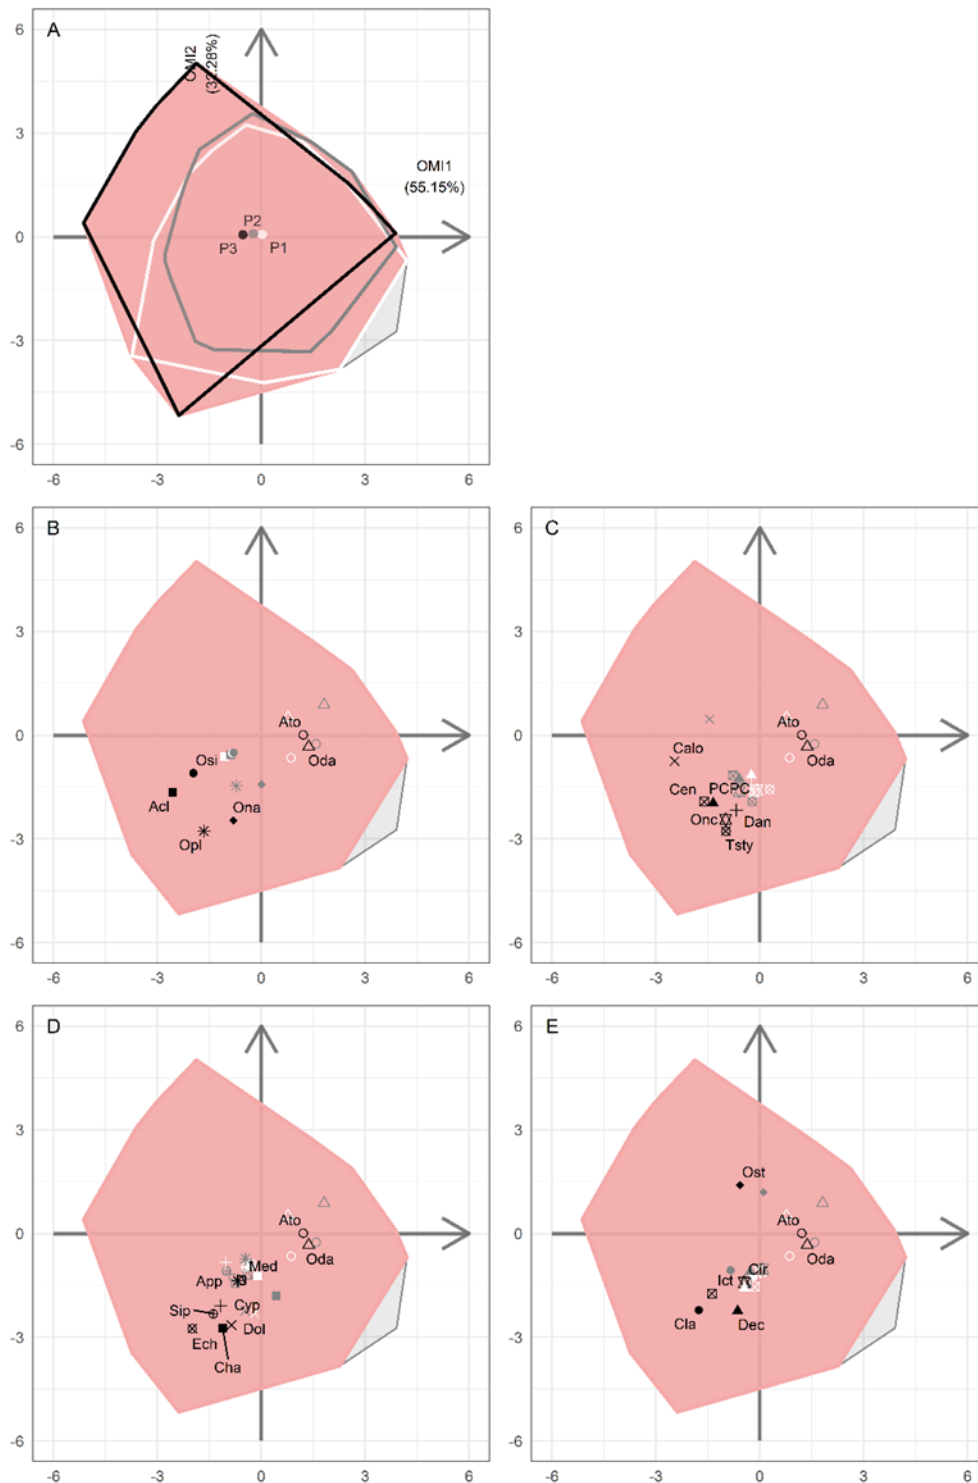 A
6
OMI2
(32.28%)
3
OMI1
(55.15%)
P2
0
P3
P1
-3
-6
-6
-3
0
3
6
B
6
3
Ato
0
Osi
Oda
Acl
Ona
Opl
-3
-6
-6
-3
0
3
6
C
6
3
Ato
0
Calo
Oda
Cen
PCPC
Onc
Dan
-3
Tsty
-6
-6
-3
0
3
6
D
6
3
Ato
0
Med
Oda
App
Sip
Cyp
Dol
-3
Ech
Cha
-6
-6
-3
0
3
6
E
6
3
Ost
Ato
0
Oda
Cir
Ict
Cla
Dec
-3
-6
-6
-3
0
3
6